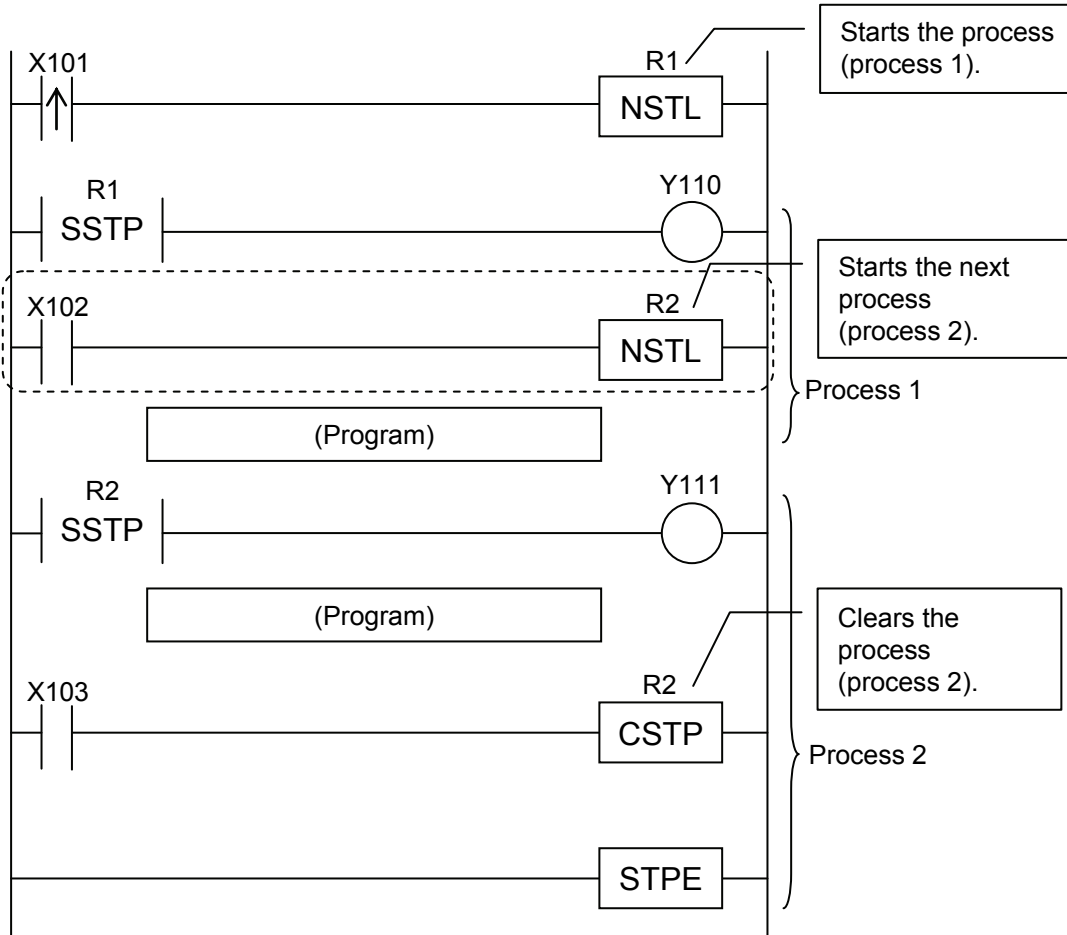 Starts the process
(process 1).
X101
R1
NSTL
R1
SSTP
Y110
Starts the next
process
(process 2).
X102
R2
NSTL
Process 1
(Program)
R2
SSTP
Y111
(Program)
Clears the
process
(process 2).
X103
R2
CSTP
Process 2
STPE